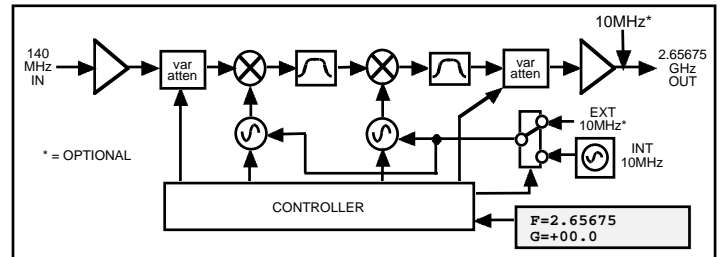 10MHz*
140
MHz
IN
var
atten
var
atten
2.65675
GHz
OUT
EXT
10MHz*
INT
10MHz
* = OPTIONAL
CONTROLLER
F=2.65675
G=+00.0